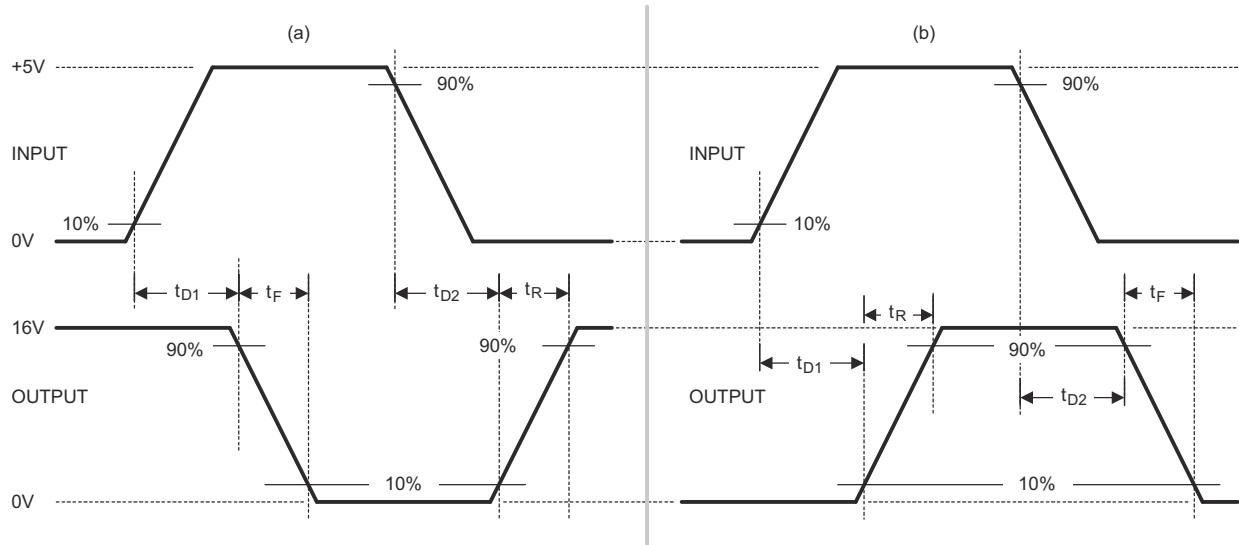 (a)
+5V
90%
INPUT
10%
0V
tD1
tF
tD2
tR
16V
90%
90%
OUTPUT
10%
0V
(b)
90%
INPUT
10%
tR
tF
90%
tD1
tD2
OUTPUT
10%